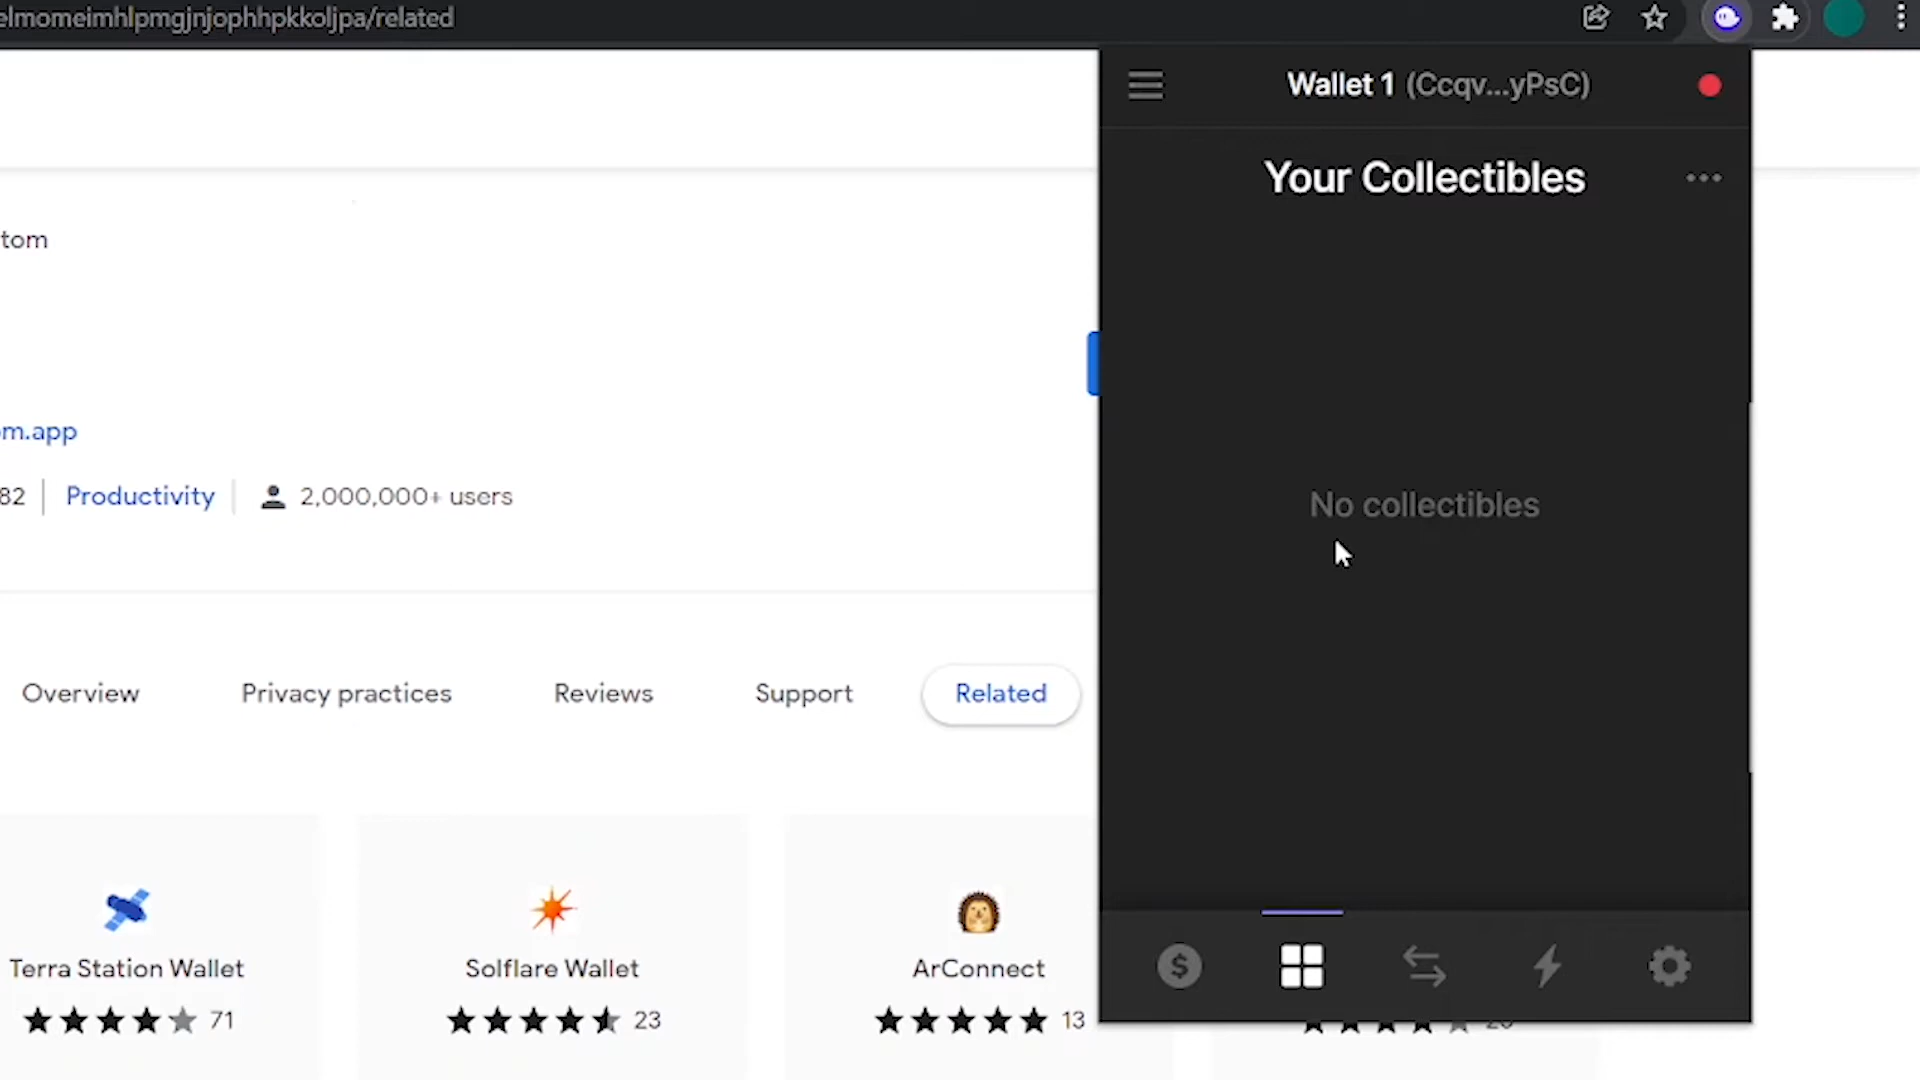 elmomeimhlpmgjnjophhpkkoljpa/related
Wallet 1 (Ccqv...yPsC)
Your Collectibles
tom
om.app
82 Productivity 2,000,000+ users
No collectibles
Overview Privacy practices Reviews Support Related
Terra Station Wallet Solflare Wallet ArConnect
71 23 13